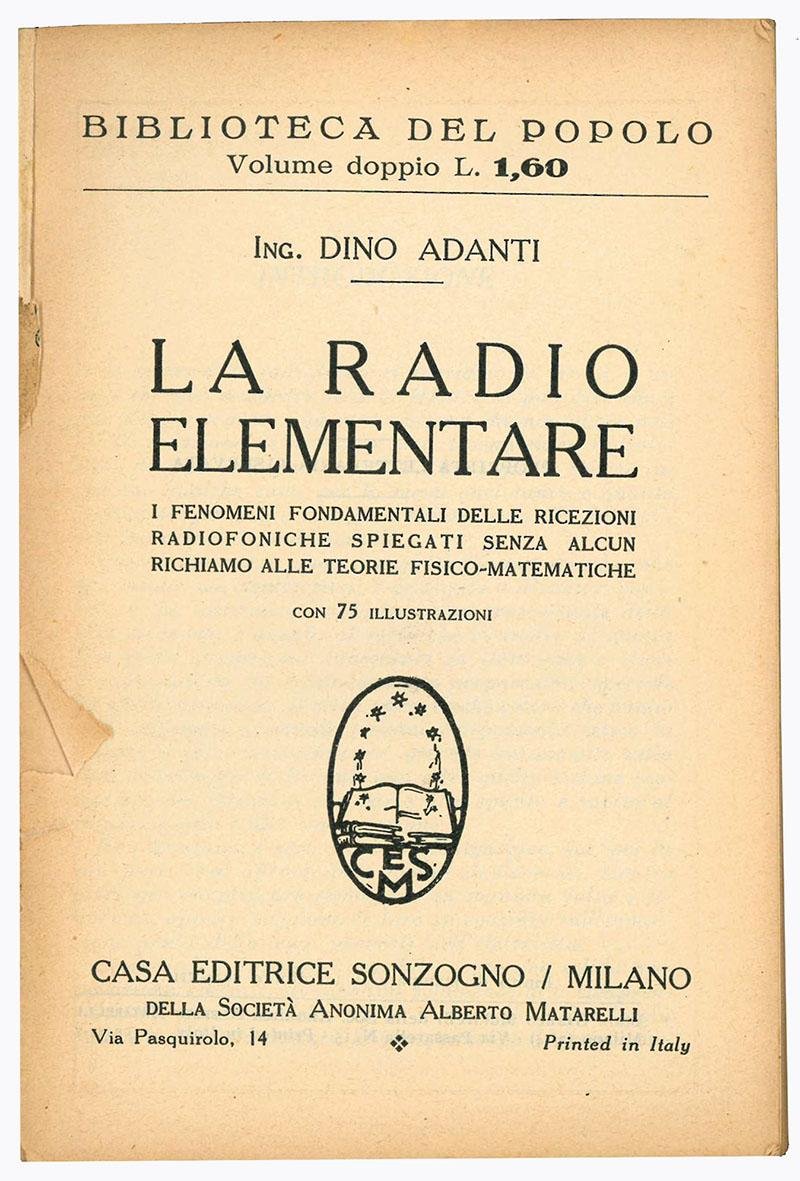 BIBLIOTECA DEL POPOLO
Volume doppio L. 1,60
Ing. DINO ADANTI
LA RADIO
ELEMENTARE
I FENOMENI FONDAMENTALI DELLE RICEZIONI
RADIOFONICHE SPIEGATI SENZA ALCUN
RICHIAMO ALLE TEORIE FISICO-MATEMATICHE
CON 75 ILLUSTRAZIONI
CES
M
CASA EDITRICE SONZOGNO / MILANO
DELLA SOCIETÀ ANONIMA ALBERTO MATARELLI
Via Pasquirolo, 14 Printed in Italy